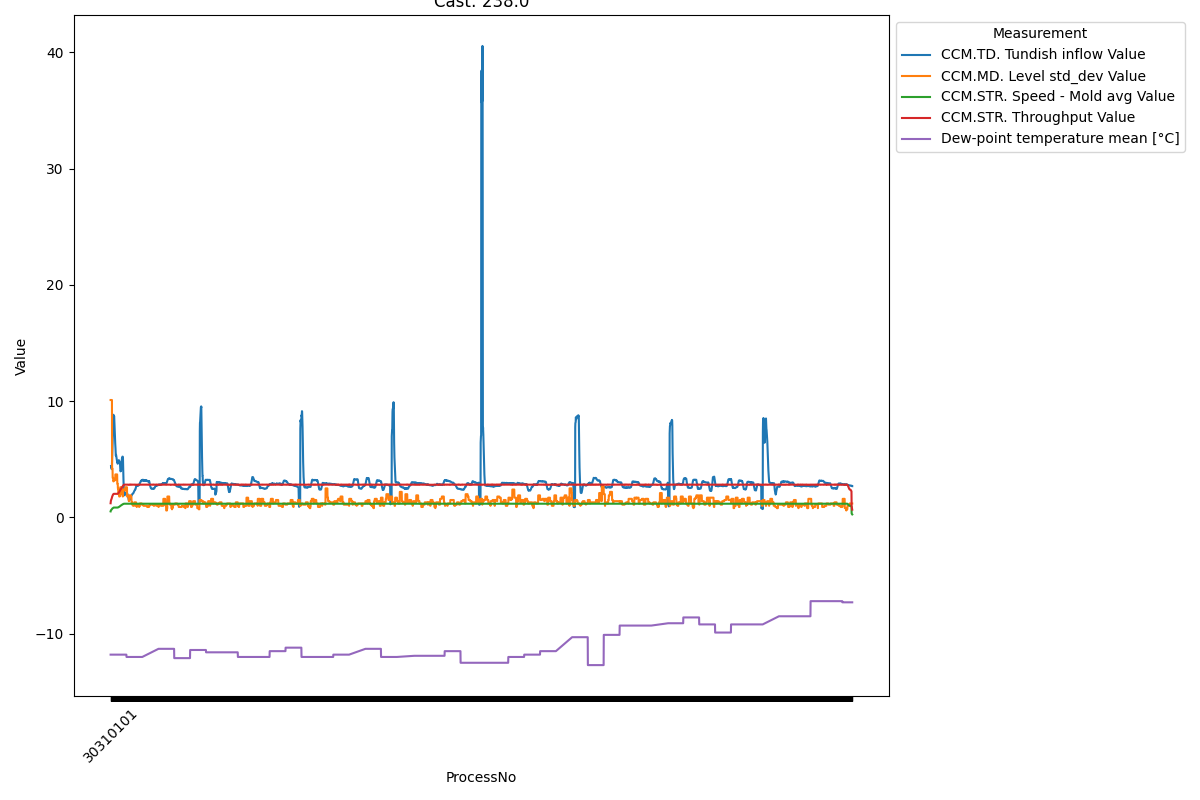 Cast: 238.0
Measurement
CCM.TD. Tundish inflow Value
CCM.MD. Level std_dev Value
CCM.STR. Speed - Mold avg Value
CCM.STR. Throughput Value
Dew-point temperature mean [°C]
Value
40
30
20
10
0
−10
30310101
ProcessNo